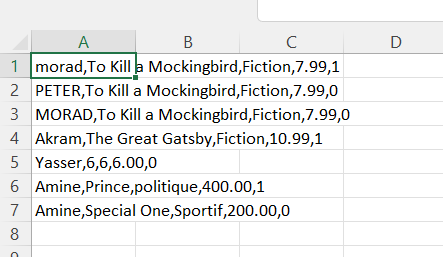 A B C D
1 morad,To Kill a Mockingbird,Fiction,7.99,1
2 PETER,To Kill a Mockingbird,Fiction,7.99,0
3 MORAD,To Kill a Mockingbird,Fiction,7.99,0
4 Akram,The Great Gatsby,Fiction,10.99,1
5 Yasser,6,6,6.00,0
6 Amine,Prince,politique,400.00,1
7 Amine,Special One,Sportif,200.00,0
8